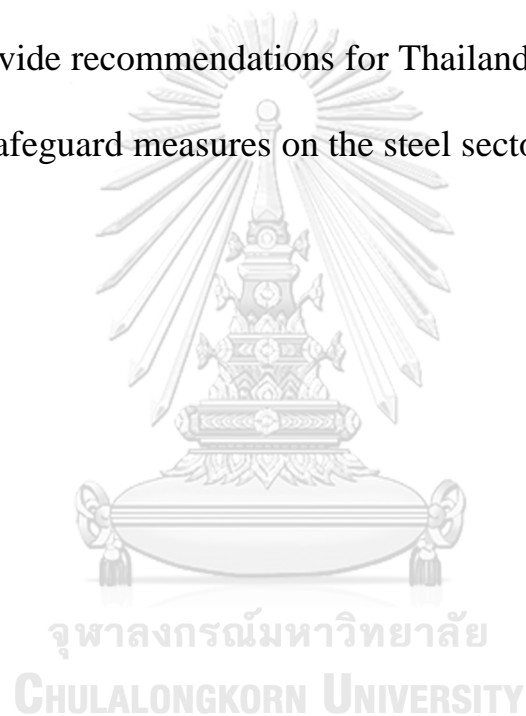 vide recommendations for Thailand
afeguard measures on the steel secto
จุฬาลงกรณ์มหาวิทยาลัย
CHULALONGKORN UNIVERSITY